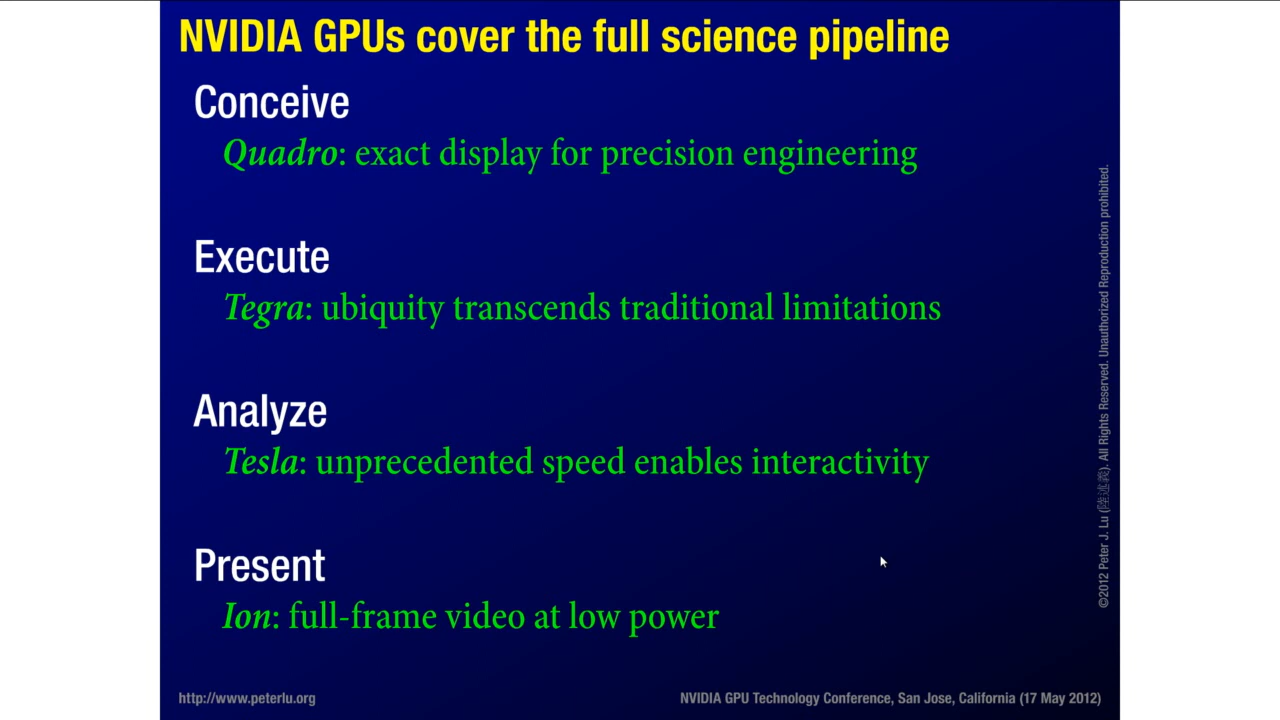 NVIDIA GPUs cover the full science pipeline
Conceive
Quadro: exact display for precision engineering
Execute
Tegra: ubiquity transcends traditional limitations
Analyze
Tesla: unprecedented speed enables interactivity
Present
Ion: full-frame video at low power
©2012 Peter J. Lu (陸述義). All Rights Reserved. Unauthorized Reproduction prohibited.
http://www.peterlu.org
NVIDIA GPU Technology Conference, San Jose, California (17 May 2012)